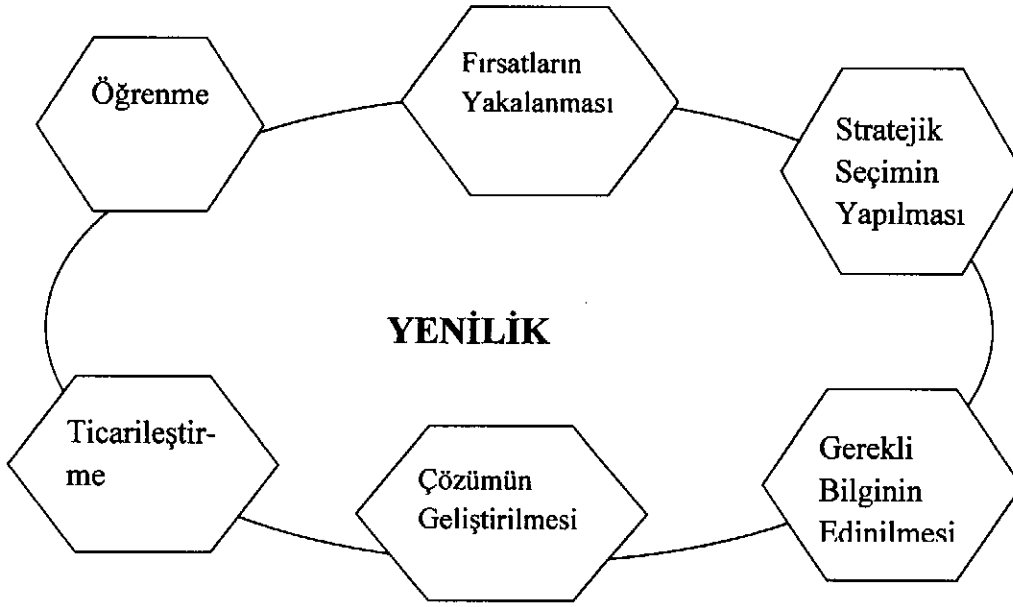 Öğrenme
Fırsatların
Yakalanması
Stratejik
Seçimin
Yapılması
YENİLİK
Ticarileştir-
me
Çözümün
Geliştirilmesi
Gerekli
Bilginin
Edinilmesi